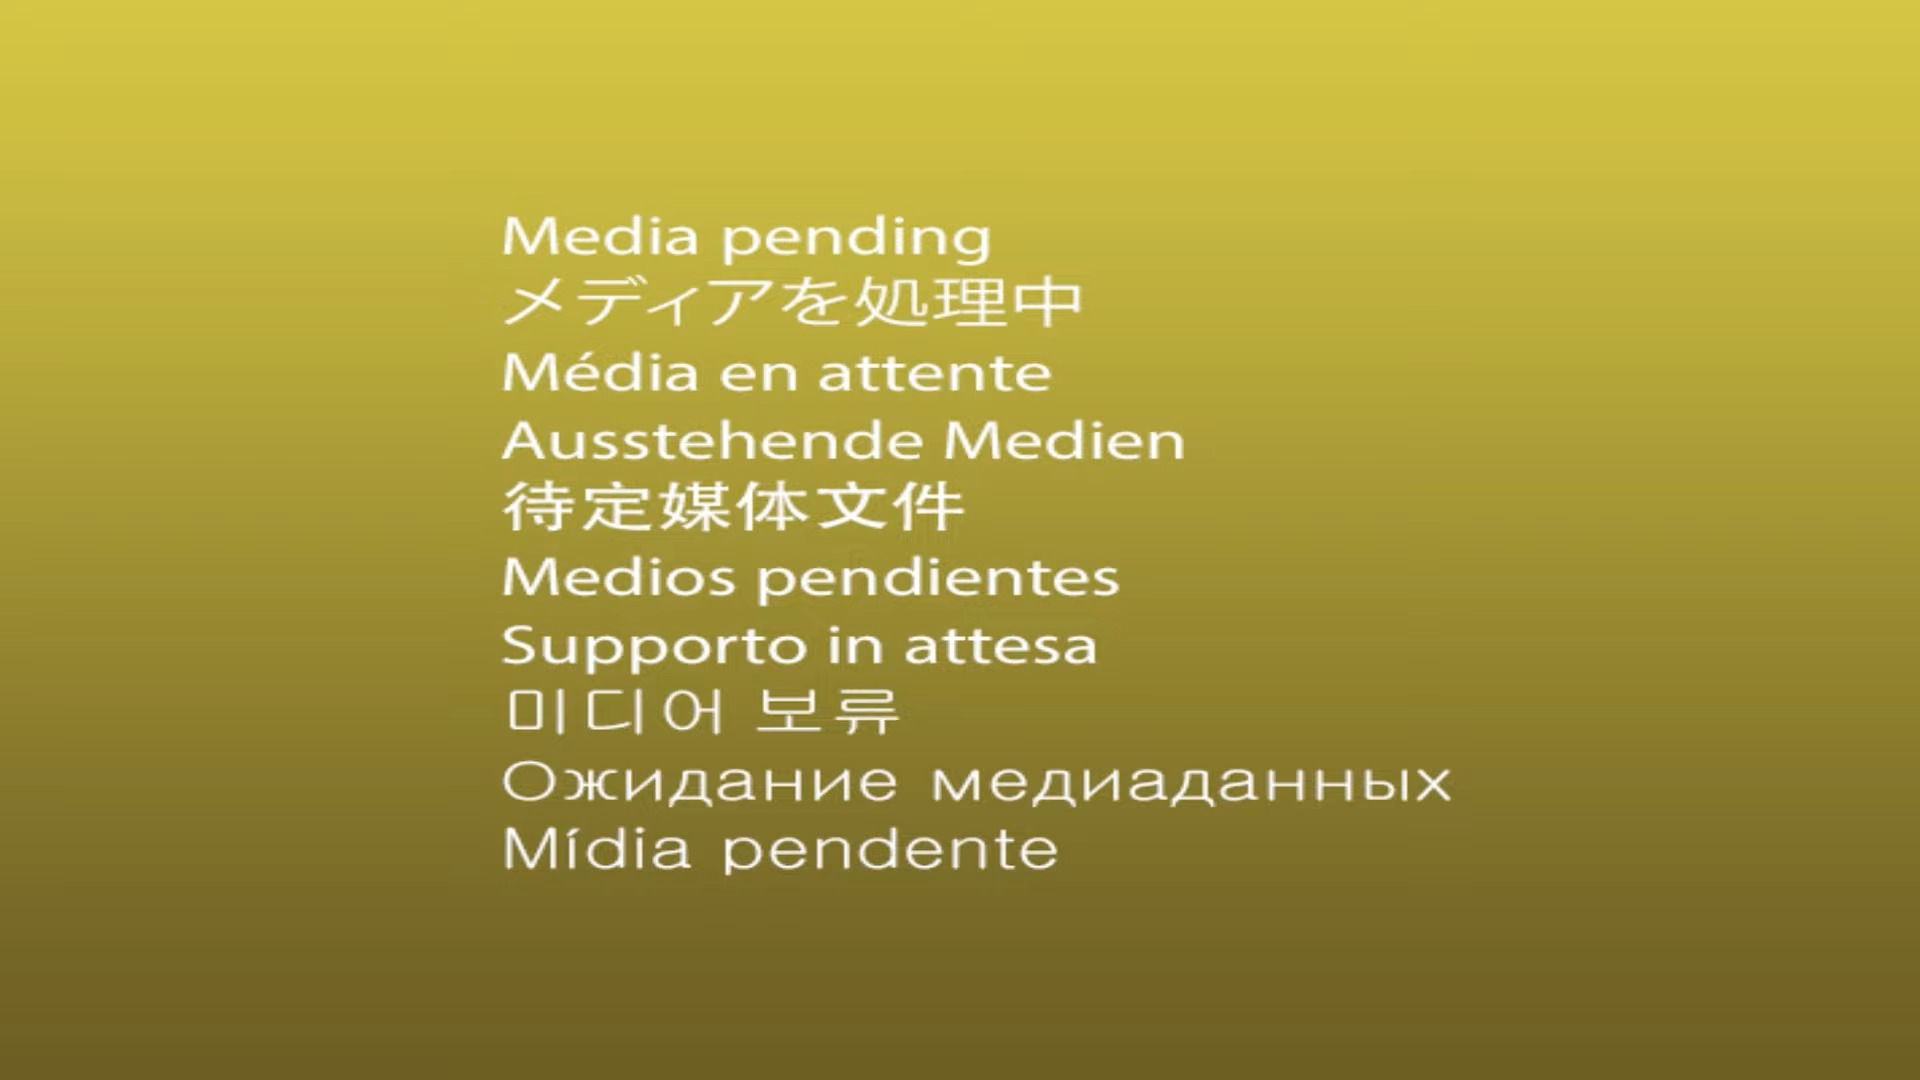 Media pending
メディアを処理中
Média en attente
Ausstehende Medien
待定媒体文件
Medios pendientes
Supporto in attesa
미디어 보류
Ожидание медиаданных
Mídia pendente